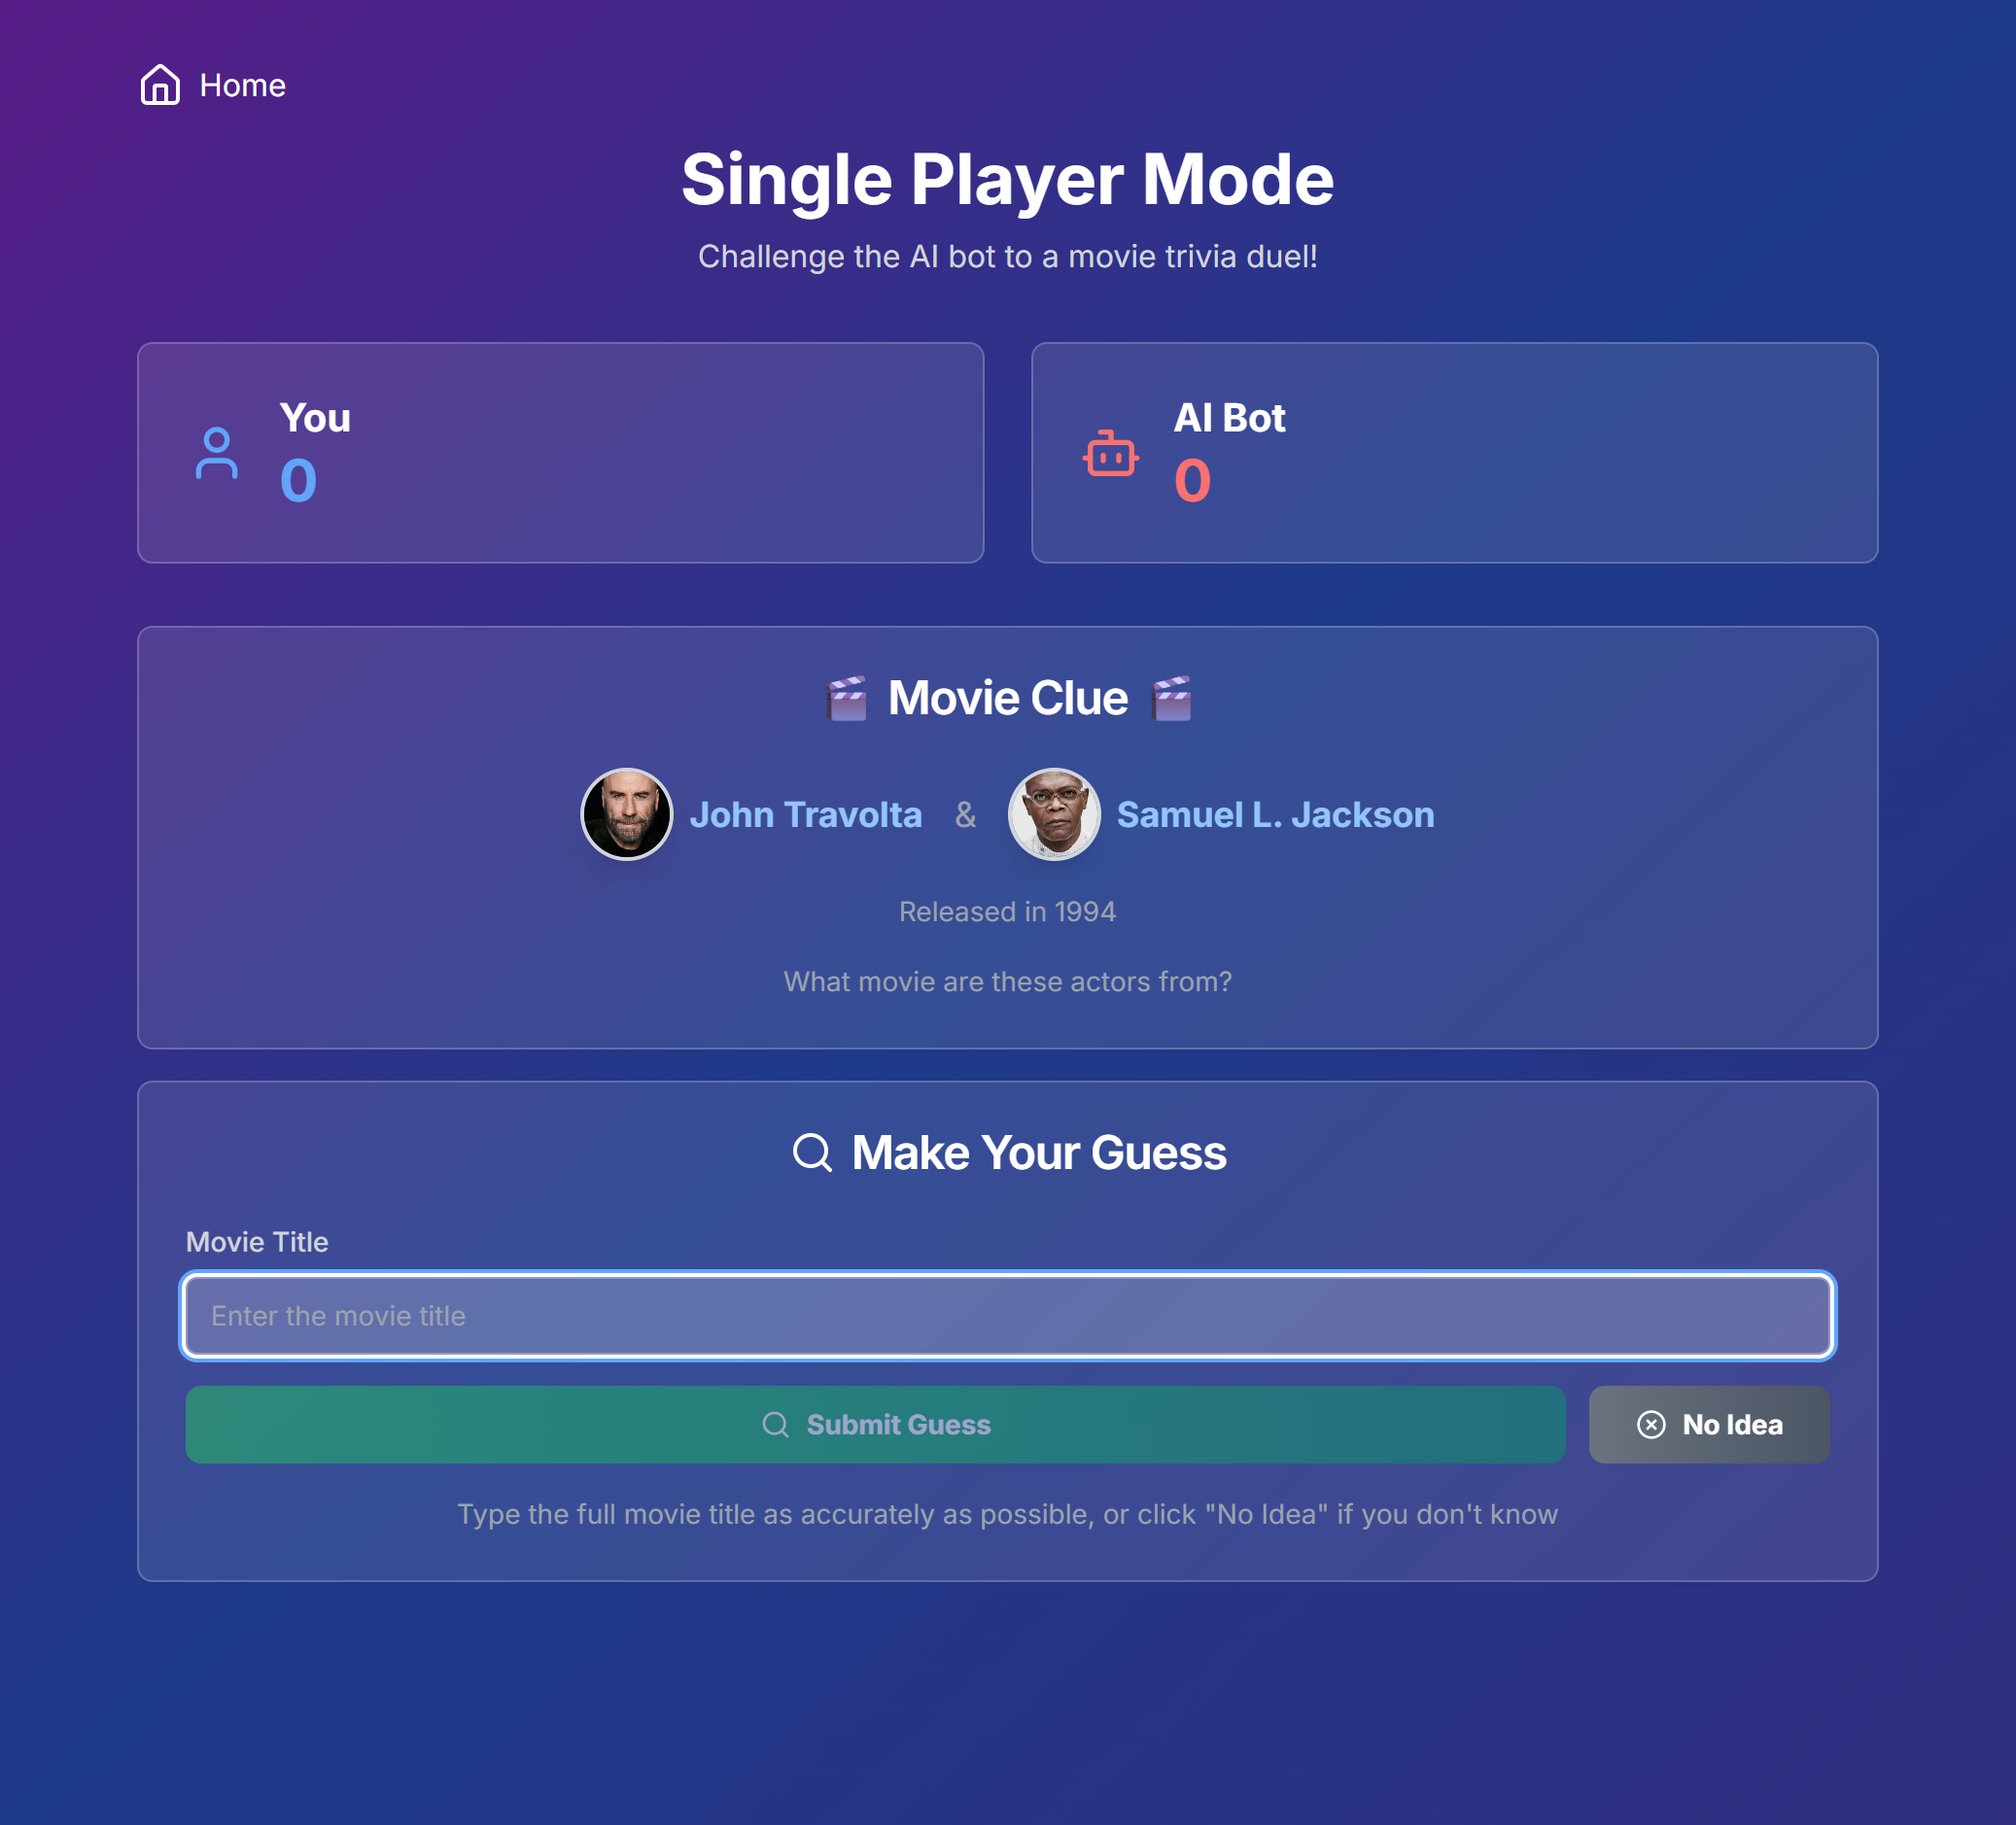 Home
Single Player Mode
Challenge the AI bot to a movie trivia duel!
You
0
AI Bot
0
🎬 Movie Clue 🎬
John Travolta & Samuel L. Jackson
Released in 1994
What movie are these actors from?
Make Your Guess
Movie Title
Enter the movie title
Submit Guess
No Idea
Type the full movie title as accurately as possible, or click "No Idea" if you don't know